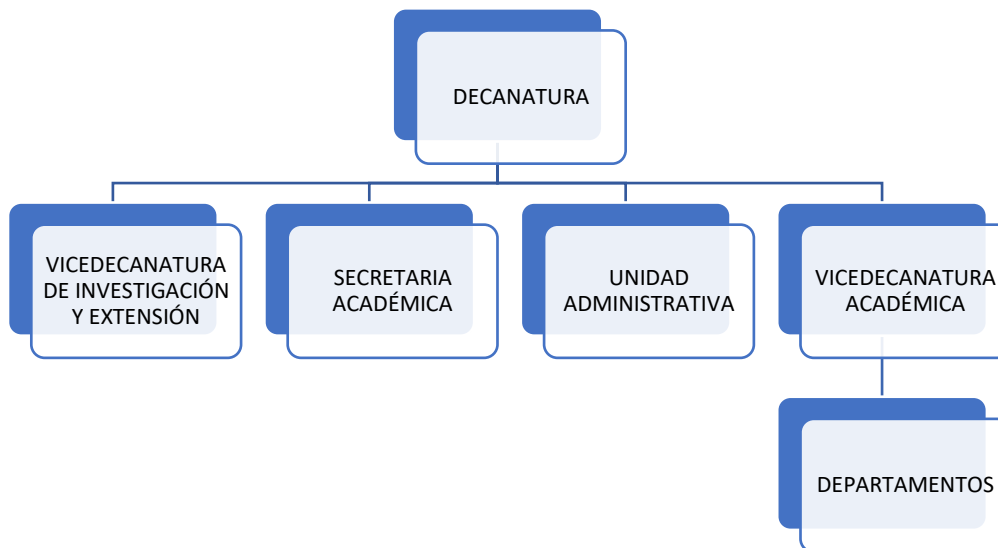 DECANATURA
VICEDECANATURA
DE INVESTIGACIÓN
Y EXTENSIÓN
SECRETARIA
ACADÉMICA
UNIDAD
ADMINISTRATIVA
VICEDECANATURA
ACADÉMICA
DEPARTAMENTOS